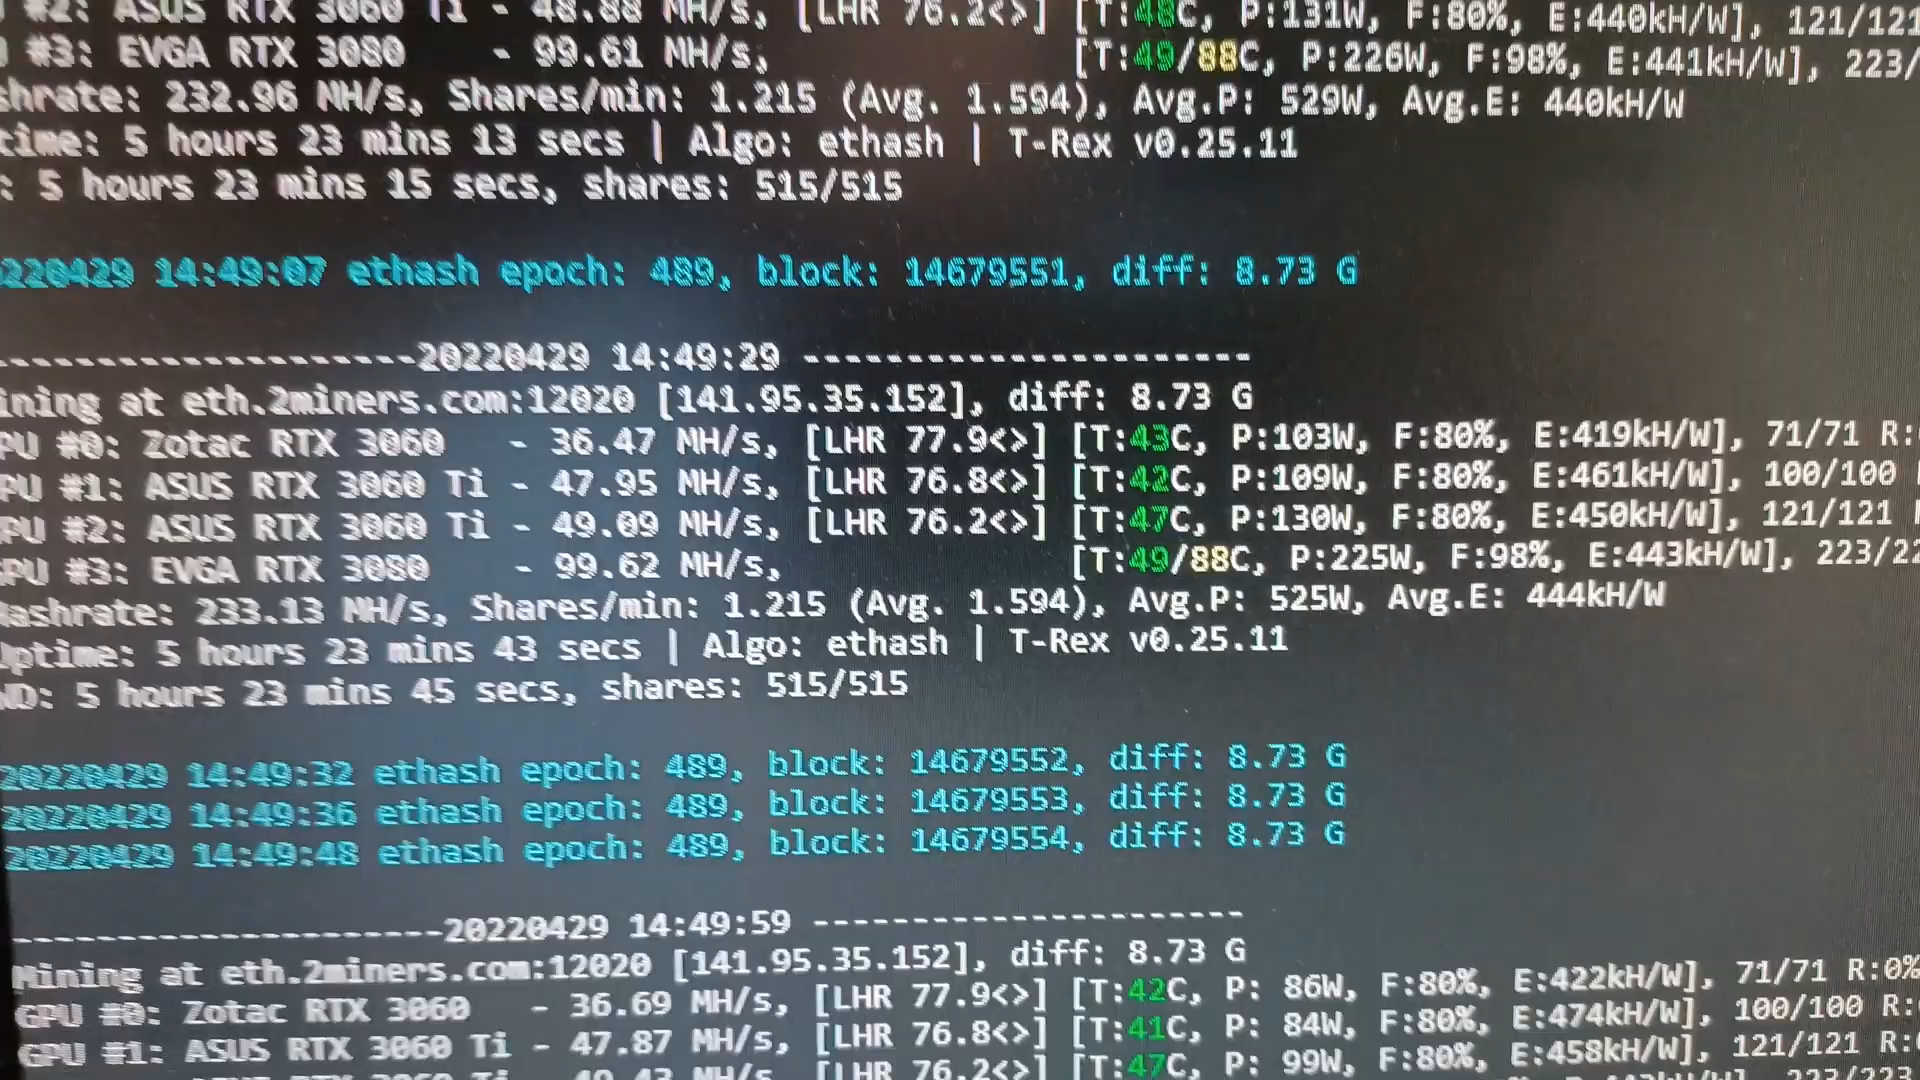 #2: ASUS RTX 3060 Ti - 48.88 MH/s, [LHR 76.2<>] [T:48C, P:131W, F:80%, E:440kH/W], 121/121
#3: EVGA RTX 3080 - 99.61 MH/s, [T:49/88C, P:226W, F:98%, E:441kH/W], 223/
shrate: 232.96 MH/s, Shares/min: 1.215 (Avg. 1.594), Avg.P: 529W, Avg.E: 440kH/W
time: 5 hours 23 mins 13 secs | Algo: ethash | T-Rex v0.25.11
: 5 hours 23 mins 15 secs, shares: 515/515
220429 14:49:07 ethash epoch: 489, block: 14679551, diff: 8.73 G
--------------------20220429 14:49:29 ----------------------
ining at eth.2miners.com:12020 [141.95.35.152], diff: 8.73 G
PU #0: Zotac RTX 3060 - 36.47 MH/s, [LHR 77.9<>] [T:43C, P:103W, F:80%, E:419kH/W], 71/71 R:
PU #1: ASUS RTX 3060 Ti - 47.95 MH/s, [LHR 76.8<>] [T:42C, P:109W, F:80%, E:461kH/W], 100/100
PU #2: ASUS RTX 3060 Ti - 49.09 MH/s, [LHR 76.2<>] [T:47C, P:130W, F:80%, E:450kH/W], 121/121
GPU #3: EVGA RTX 3080 - 99.62 MH/s, [T:49/88C, P:225W, F:98%, E:443kH/W], 223/22
Hashrate: 233.13 MH/s, Shares/min: 1.215 (Avg. 1.594), Avg.P: 525W, Avg.E: 444kH/W
Uptime: 5 hours 23 mins 43 secs | Algo: ethash | T-Rex v0.25.11
WD: 5 hours 23 mins 45 secs, shares: 515/515
20220429 14:49:32 ethash epoch: 489, block: 14679552, diff: 8.73 G
20220429 14:49:36 ethash epoch: 489, block: 14679553, diff: 8.73 G
20220429 14:49:48 ethash epoch: 489, block: 14679554, diff: 8.73 G
---------------------20220429 14:49:59 ----------------------
Mining at eth.2miners.com:12020 [141.95.35.152], diff: 8.73 G
GPU #0: Zotac RTX 3060 - 36.69 MH/s, [LHR 77.9<>] [T:42C, P: 86W, F:80%, E:422kH/W], 71/71 R:0%
GPU #1: ASUS RTX 3060 Ti - 47.87 MH/s, [LHR 76.8<>] [T:41C, P: 84W, F:80%, E:474kH/W], 100/100 R:
RTX 3060 Ti - MH/s, [LHR 76.2<>] [T:47C, P: 99W, F:80%, E:458kH/W], 121/121 R: